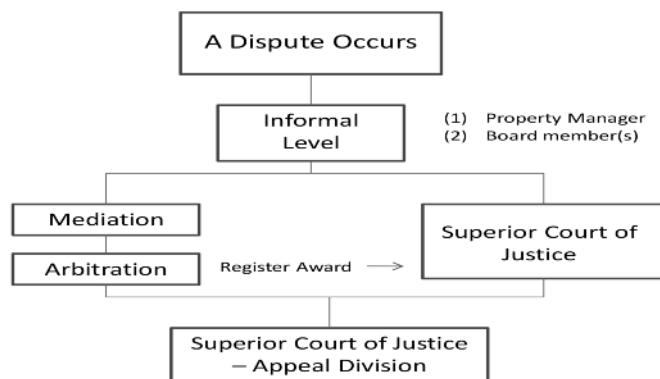 A Dispute Occurs
Informal
Level
(1) Property Manager
(2) Board member(s)
Mediation
Superior Court of
Justice
Arbitration
Register Award →
Superior Court of Justice
– Appeal Division